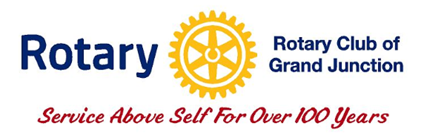 Rotary
Rotary Club of
Grand Junction
Service Above Self For Over 100 Years